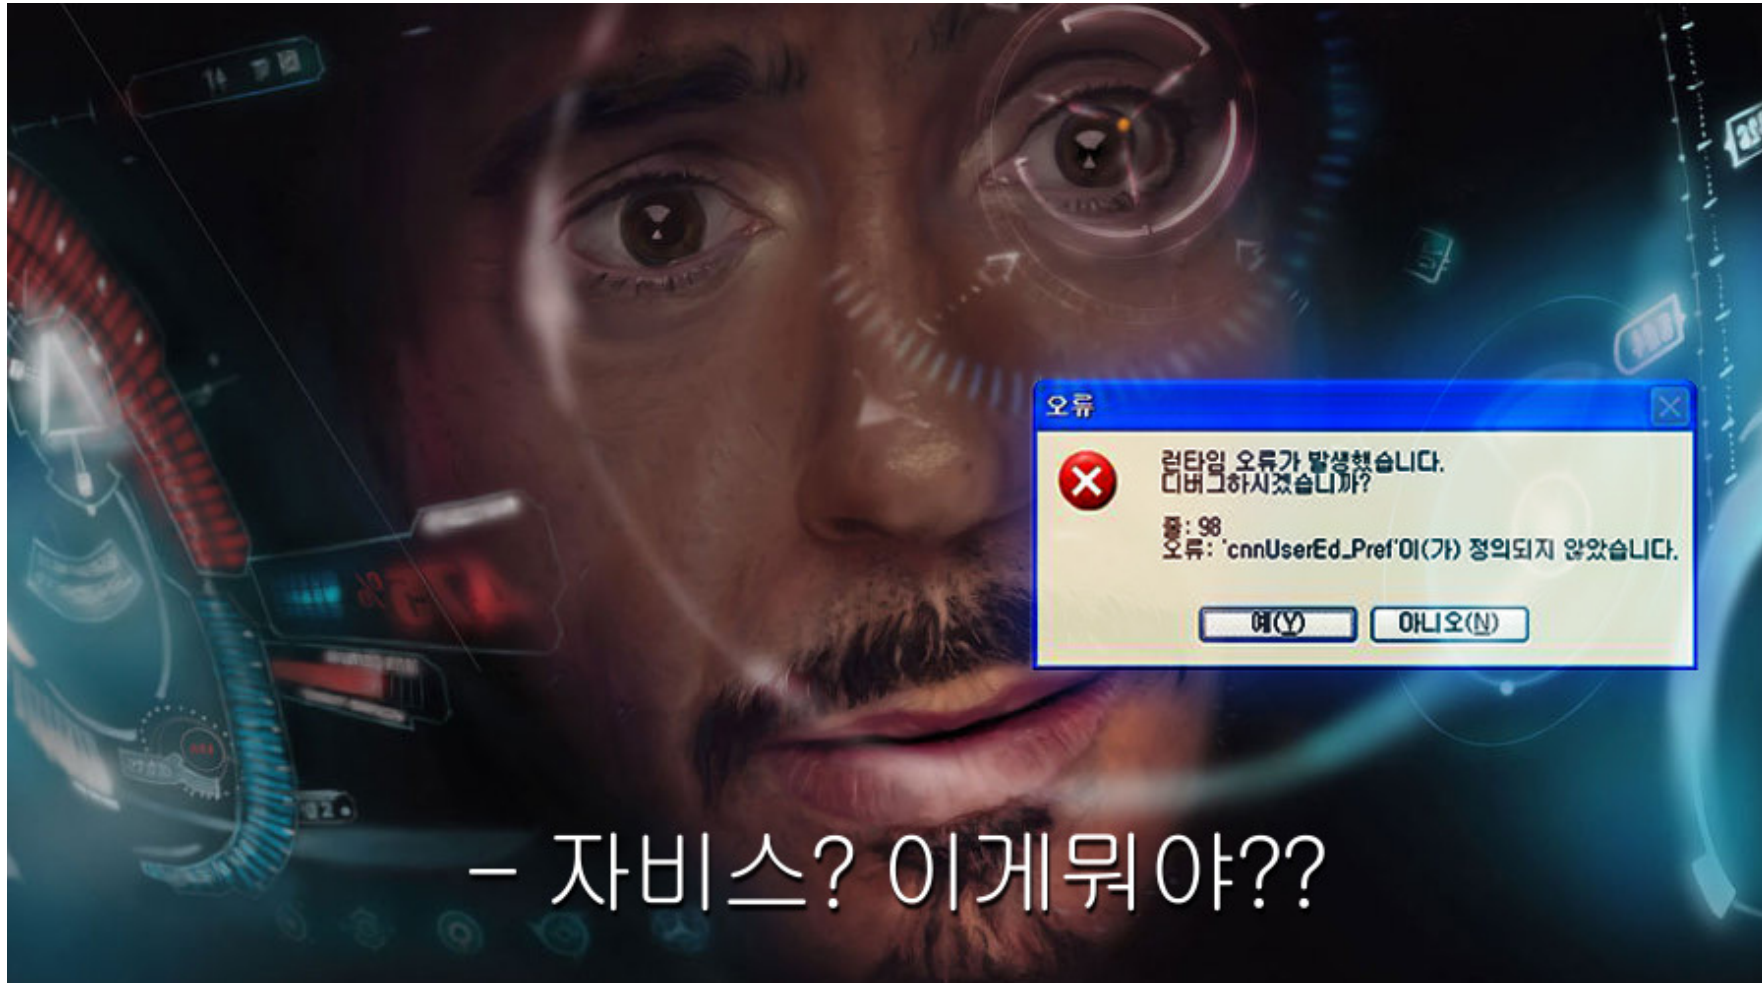 오류
런타임 오류가 발생했습니다.
디버그하시겠습니까?
줄: 98
오류: 'cnnUserEd_Pref'이(가) 정의되지 않았습니다.
예(Y)
아니오(N)
- 자비스? 이게뭐야??